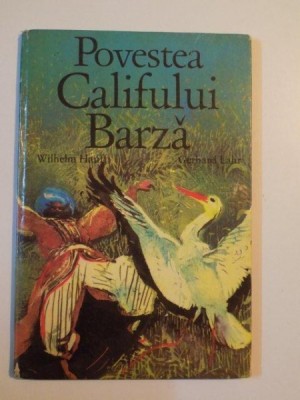 Povestea
Califului
Barză
Wilhelm Hauff Gerhard Lahr